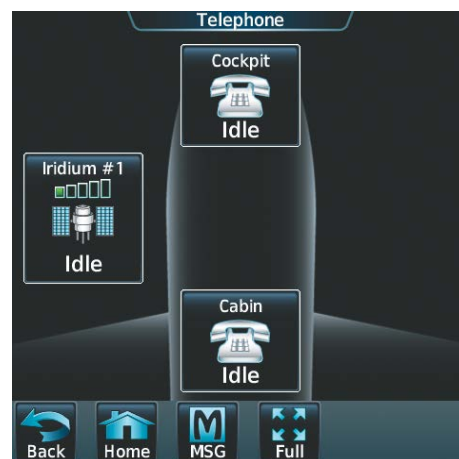 Telephone
Cockpit
Idle
Iridium #1
Idle
Cabin
Idle
Back
Home
MSG
Full